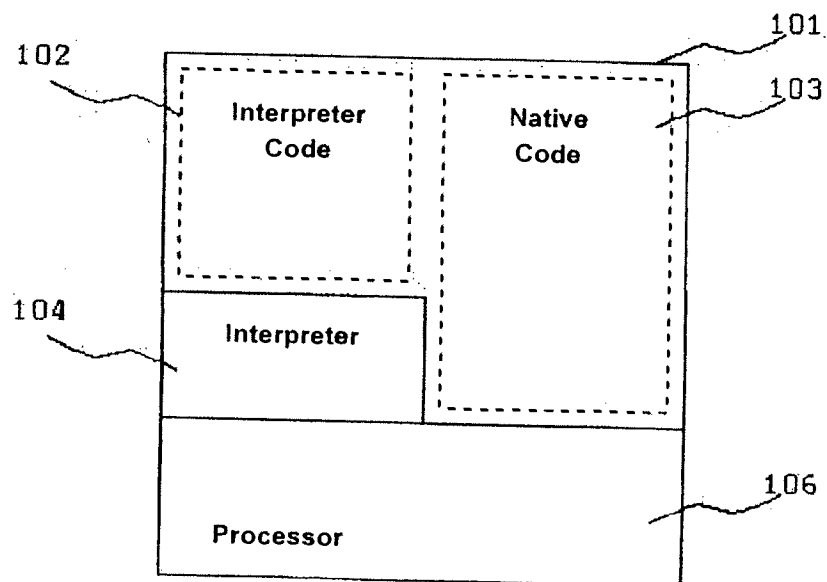 101
102
103
Interpreter
Code
Native
Code
104
Interpreter
106
Processor